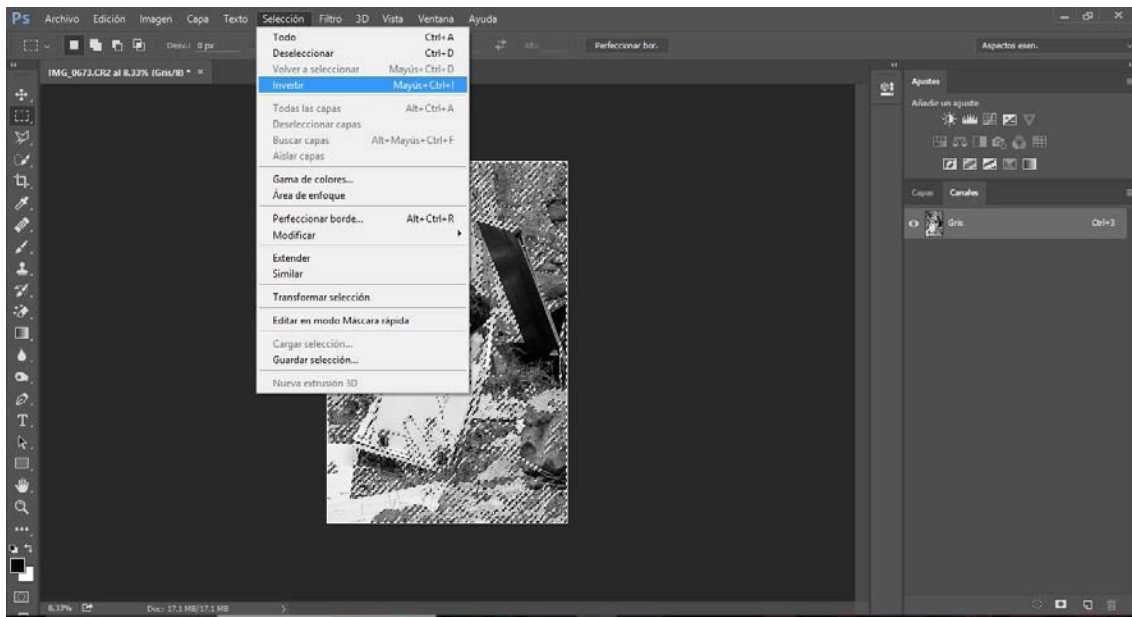 Ps Archivo Edición Imagen Capa Texto Selección Filtro 3D Vista Ventana Ayuda
Desv.: 0 px Perfeccionar bor. Aspectos esen.
IMG_0673.CR2 al 8,33% (Gris/8) *
Todo Ctrl+A
Deseleccionar Ctrl+D
Volver a seleccionar Mayús+Ctrl+D
Invertir Mayús+Ctrl+I
Todas las capas Alt+Ctrl+A
Deseleccionar capas
Buscar capas Alt+Mayús+Ctrl+F
Aislar capas
Gama de colores...
Área de enfoque
Perfeccionar borde... Alt+Ctrl+R
Modificar
Extender
Similar
Transformar selección
Editar en modo Máscara rápida
Cargar selección...
Guardar selección...
Nueva extrusión 3D
Ajustes
Añadir un ajuste
Capas Canales
Gris
8,33% Doc: 17,1 MB/17,1 MB